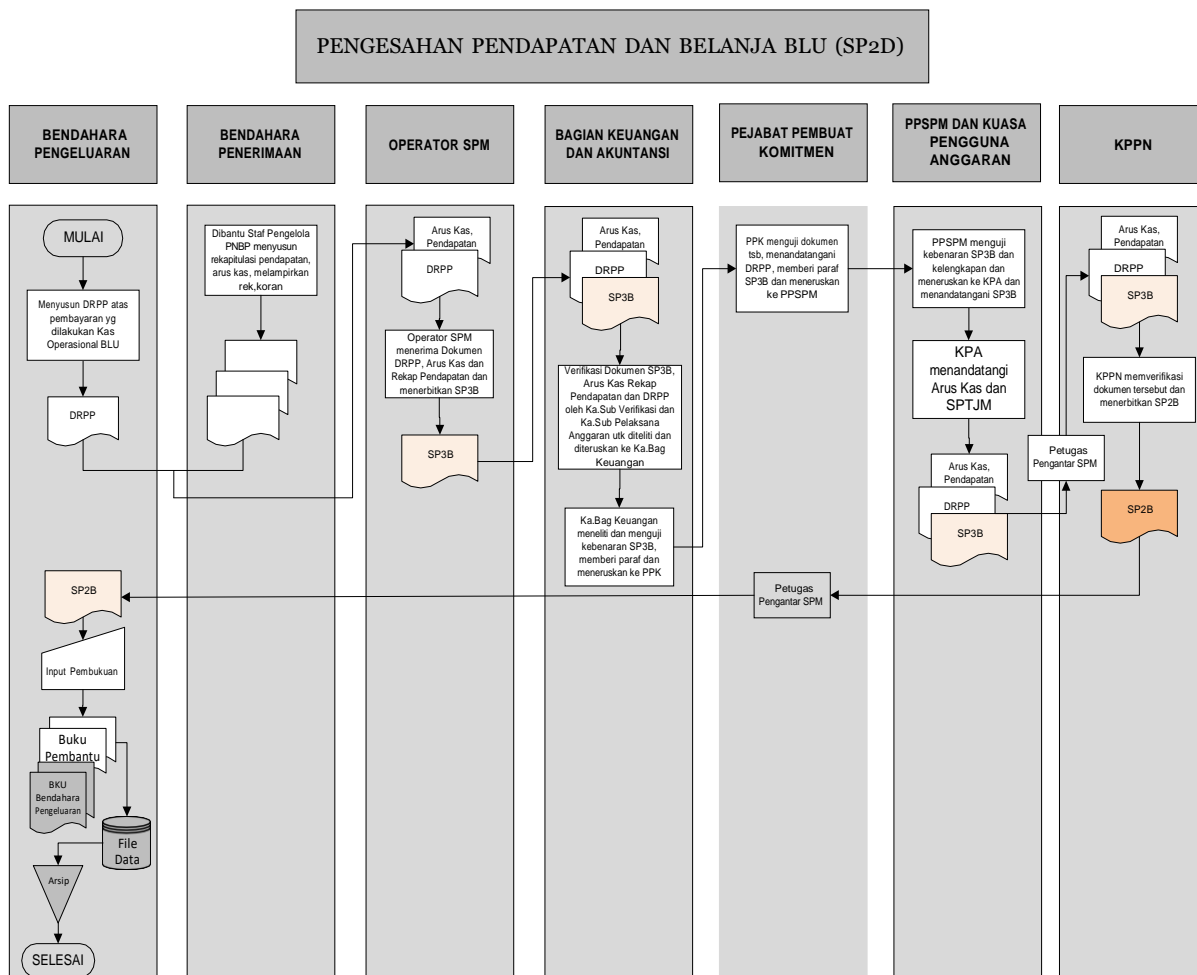 PENGESAHAN PENDAPATAN DAN BELANJA BLU (SP2D)
BENDAHARA
PENGELUARAN
BENDAHARA
PENERIMAAN
OPERATOR SPM
BAGIAN KEUANGAN
DAN AKUNTANSI
PEJABAT PEMBUAT
KOMITMEN
PPSPM DAN KUASA
PENGGUNA
ANGGARAN
KPPN
MULAI
Menyusun DRPP atas
pembayaran yg
dilakukan Kas
Operasional BLU
DRPP
Dibantu Staf Pengelola
PNBP menyusun
rekapitulasi pendapatan,
arus kas, melampirkan
rek,koran
Arus Kas,
Pendapatan
DRPP
Operator SPM
menerima Dokumen
DRPP, Arus Kas dan
Rekap Pendapatan dan
menerbitkan SP3B
SP3B
Arus Kas,
Pendapatan
DRPP
SP3B
Verifikasi Dokumen SP3B,
Arus Kas Rekap
Pendapatan dan DRPP
oleh Ka.Sub Verifikasi dan
Ka.Sub Pelaksana
Anggaran utk diteliti dan
diteruskan ke Ka.Bag
Keuangan
Ka.Bag Keuangan
meneliti dan menguji
kebenaran SP3B,
memberi paraf dan
meneruskan ke PPK
PPK menguji dokumen
tsb, menandatangani
DRPP, memberi paraf
SP3B dan meneruskan
ke PPSPM
PPSPM menguji
kebenaran SP3B dan
kelengkapan dan
meneruskan ke KPA dan
menandatangani SP3B
KPA
menandatangi
Arus Kas dan
SPTJM
Arus Kas,
Pendapatan
DRPP
SP3B
Petugas
Pengantar SPM
Arus Kas,
Pendapatan
DRPP
SP3B
KPPN memverifikasi
dokumen tersebut dan
menerbitkan SP2B
SP2B
Petugas
Pengantar SPM
SP2B
Input Pembukuan
Buku
Pembantu
BKU
Bendahara
Pengeluaran
File
Data
Arsip
SELESAI